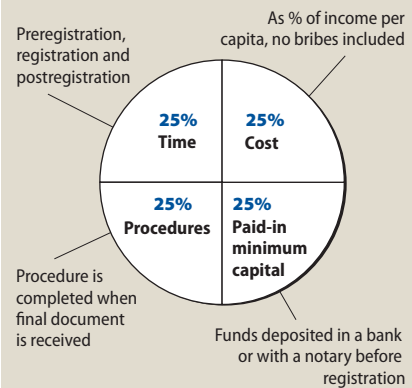 As % of income per
capita, no bribes included
Preregistration,
registration and
postregistration
25%
Time
25%
Cost
25%
Procedures
25%
Paid-in
minimum
capital
Procedure is
completed when
final document
is received
Funds deposited in a bank
or with a notary before
registration